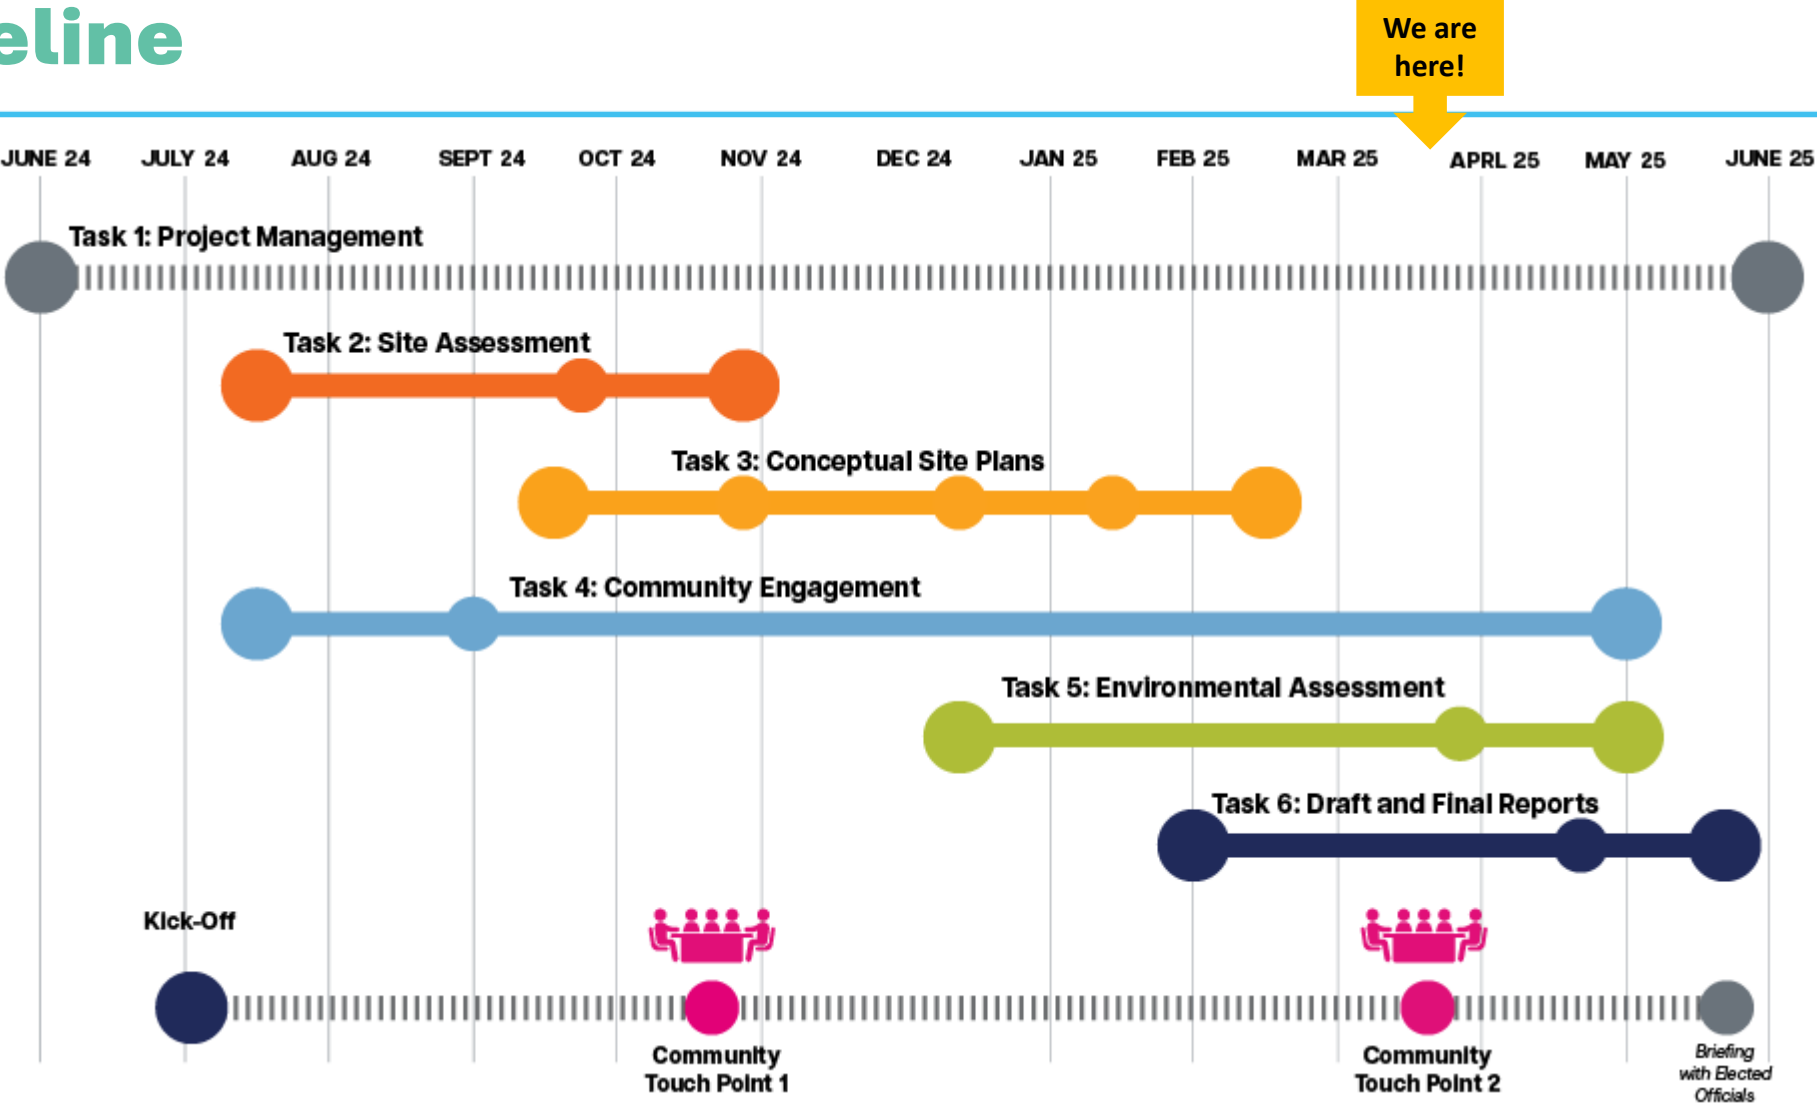 eline
We are
here!
JUNE 24 JULY 24 AUG 24 SEPT 24 OCT 24 NOV 24 DEC 24 JAN 25 FEB 25 MAR 25 APRL 25 MAY 25 JUNE 25
Task 1: Project Management
Task 2: Site Assessment
Task 3: Conceptual Site Plans
Task 4: Community Engagement
Task 5: Environmental Assessment
Task 6: Draft and Final Reports
Kick-Off
Community
Touch Point 1
Community
Touch Point 2
Briefing
with Elected
Officials